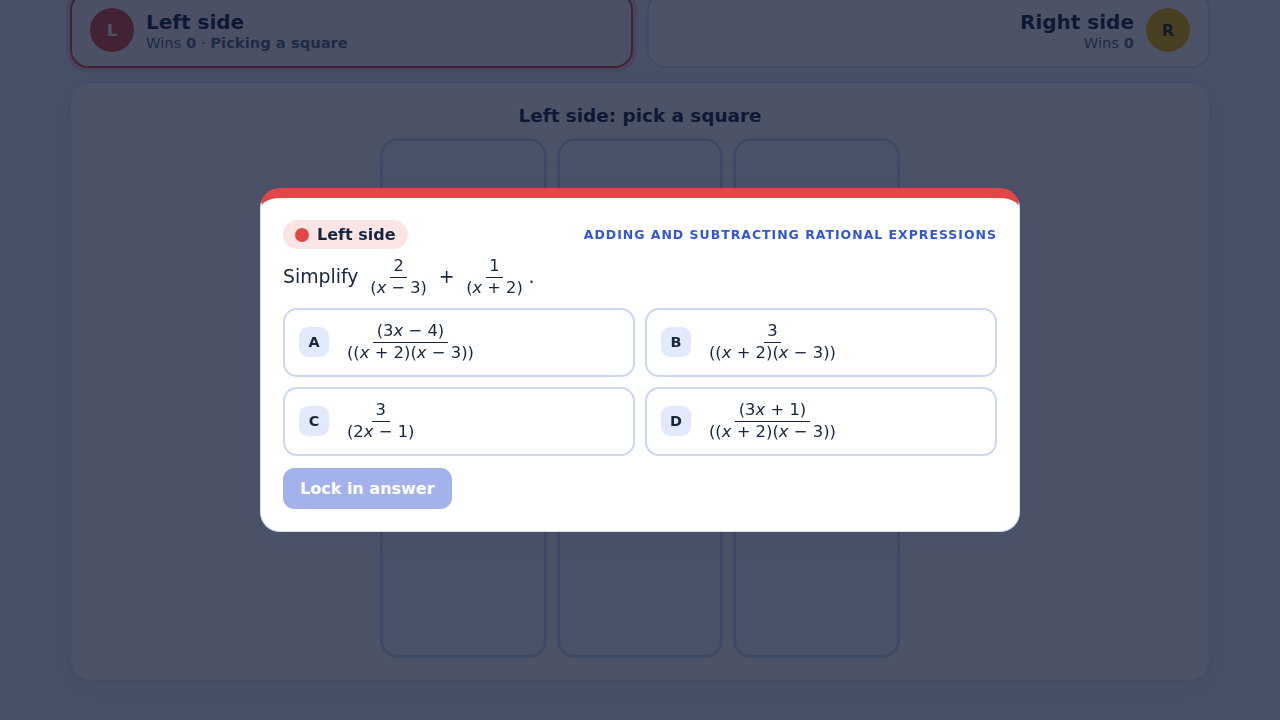 L
Left side
Wins 0 · Picking a square
Right side
Wins 0
R
Left side: pick a square
Left side
ADDING AND SUBTRACTING RATIONAL EXPRESSIONS
Simplify 2/(x − 3) + 1/(x + 2) .
A (3x − 4)/((x + 2)(x − 3))
B 3/((x + 2)(x − 3))
C 3/(2x − 1)
D (3x + 1)/((x + 2)(x − 3))
Lock in answer